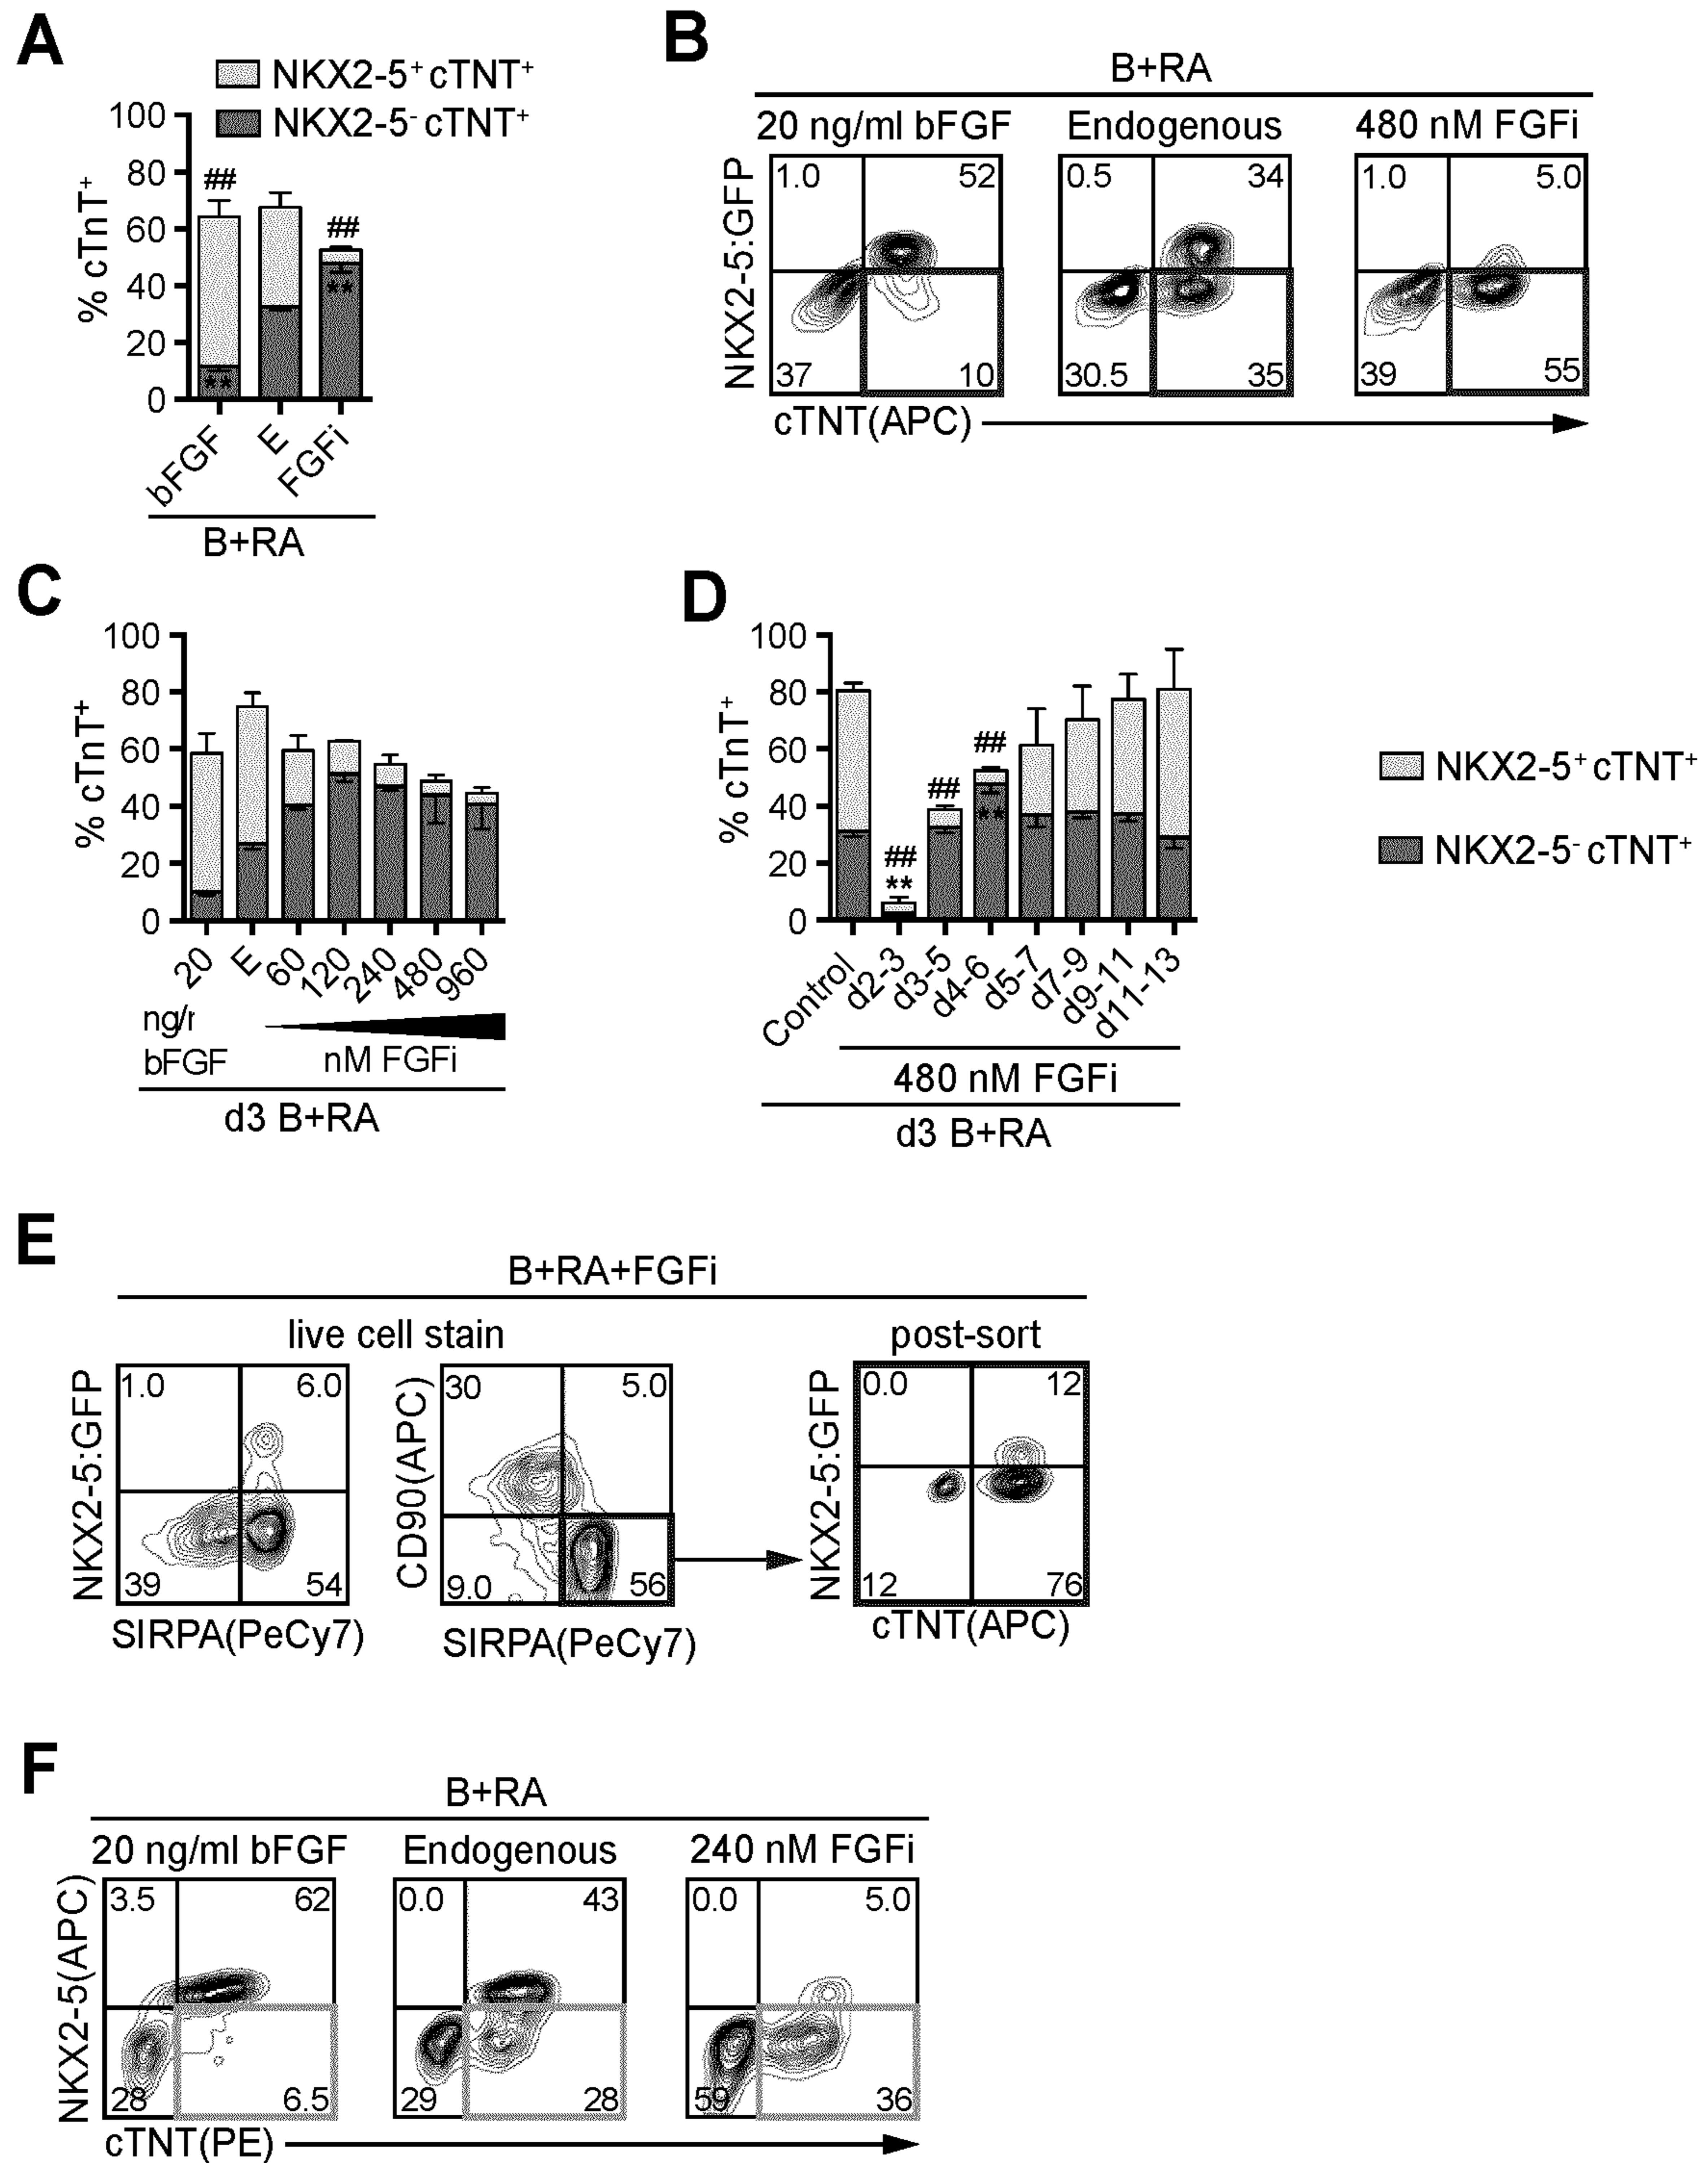 A
NKX2-5+ cTNT+
NKX2-5- cTNT+
% cTnT+
100
80
60
40
20
0
##
##
**
**
bFGF
E
FGFi
B+RA
B
B+RA
20 ng/ml bFGF
Endogenous
480 nM FGFi
NKX2-5:GFP
1.0 52
37 10
0.5 34
30.5 35
1.0 5.0
39 55
cTNT(APC)
C
% cTnT+
100
80
60
40
20
0
20
E
60
120
240
480
960
ng/r
bFGF
nM FGFi
d3 B+RA
D
% cTnT+
100
80
60
40
20
0
##
**
##
##
**
Control
d2-3
d3-5
d4-6
d5-7
d7-9
d9-11
d11-13
480 nM FGFi
d3 B+RA
NKX2-5+ cTNT+
NKX2-5- cTNT+
E
B+RA+FGFi
live cell stain
post-sort
NKX2-5:GFP
1.0 6.0
39 54
SIRPA(PeCy7)
CD90(APC)
30 5.0
9.0 56
SIRPA(PeCy7)
NKX2-5:GFP
0.0 12
12 76
cTNT(APC)
F
B+RA
20 ng/ml bFGF
Endogenous
240 nM FGFi
NKX2-5(APC)
3.5 62
28 6.5
0.0 43
29 28
0.0 5.0
59 36
cTNT(PE)